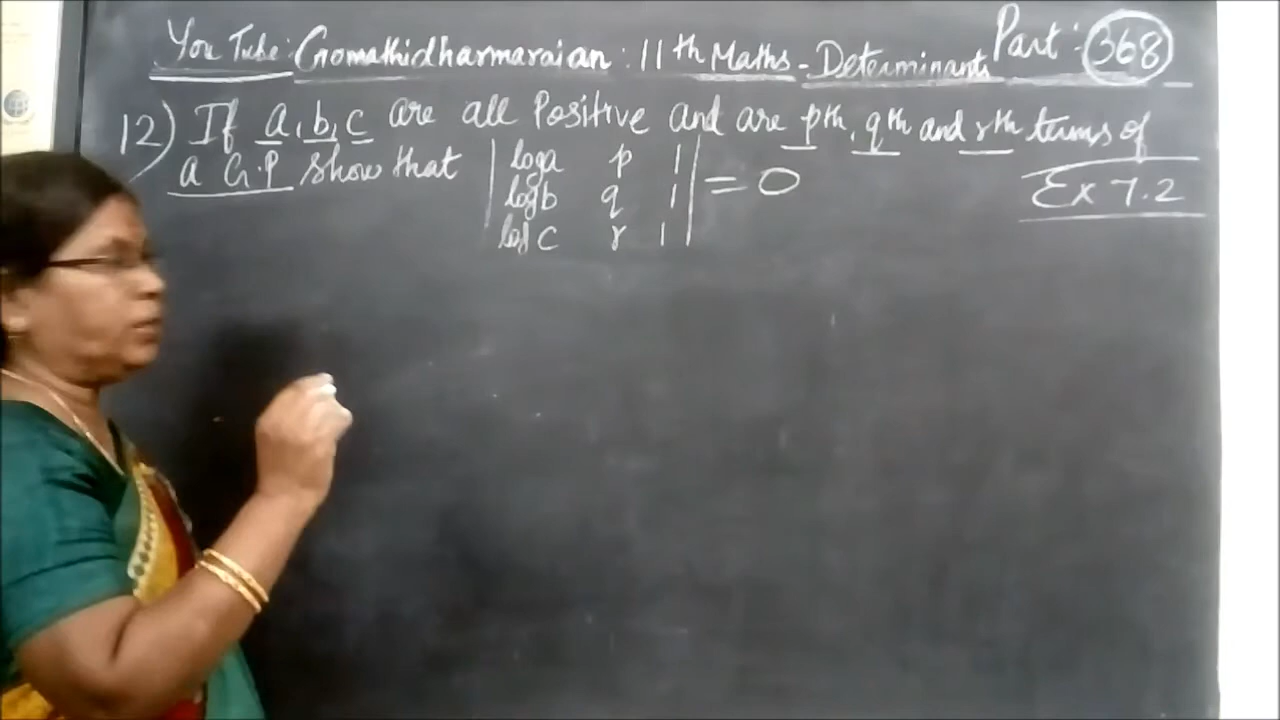 You Tube: Gomathidharmarajan: 11th Maths - Determinants Part: 368
12) If a, b, c are all Positive and are pth, qth and rth terms of
a G.P show that | log a p 1 |
| log b q 1 | = 0
| log c r 1 |
Ex 7.2